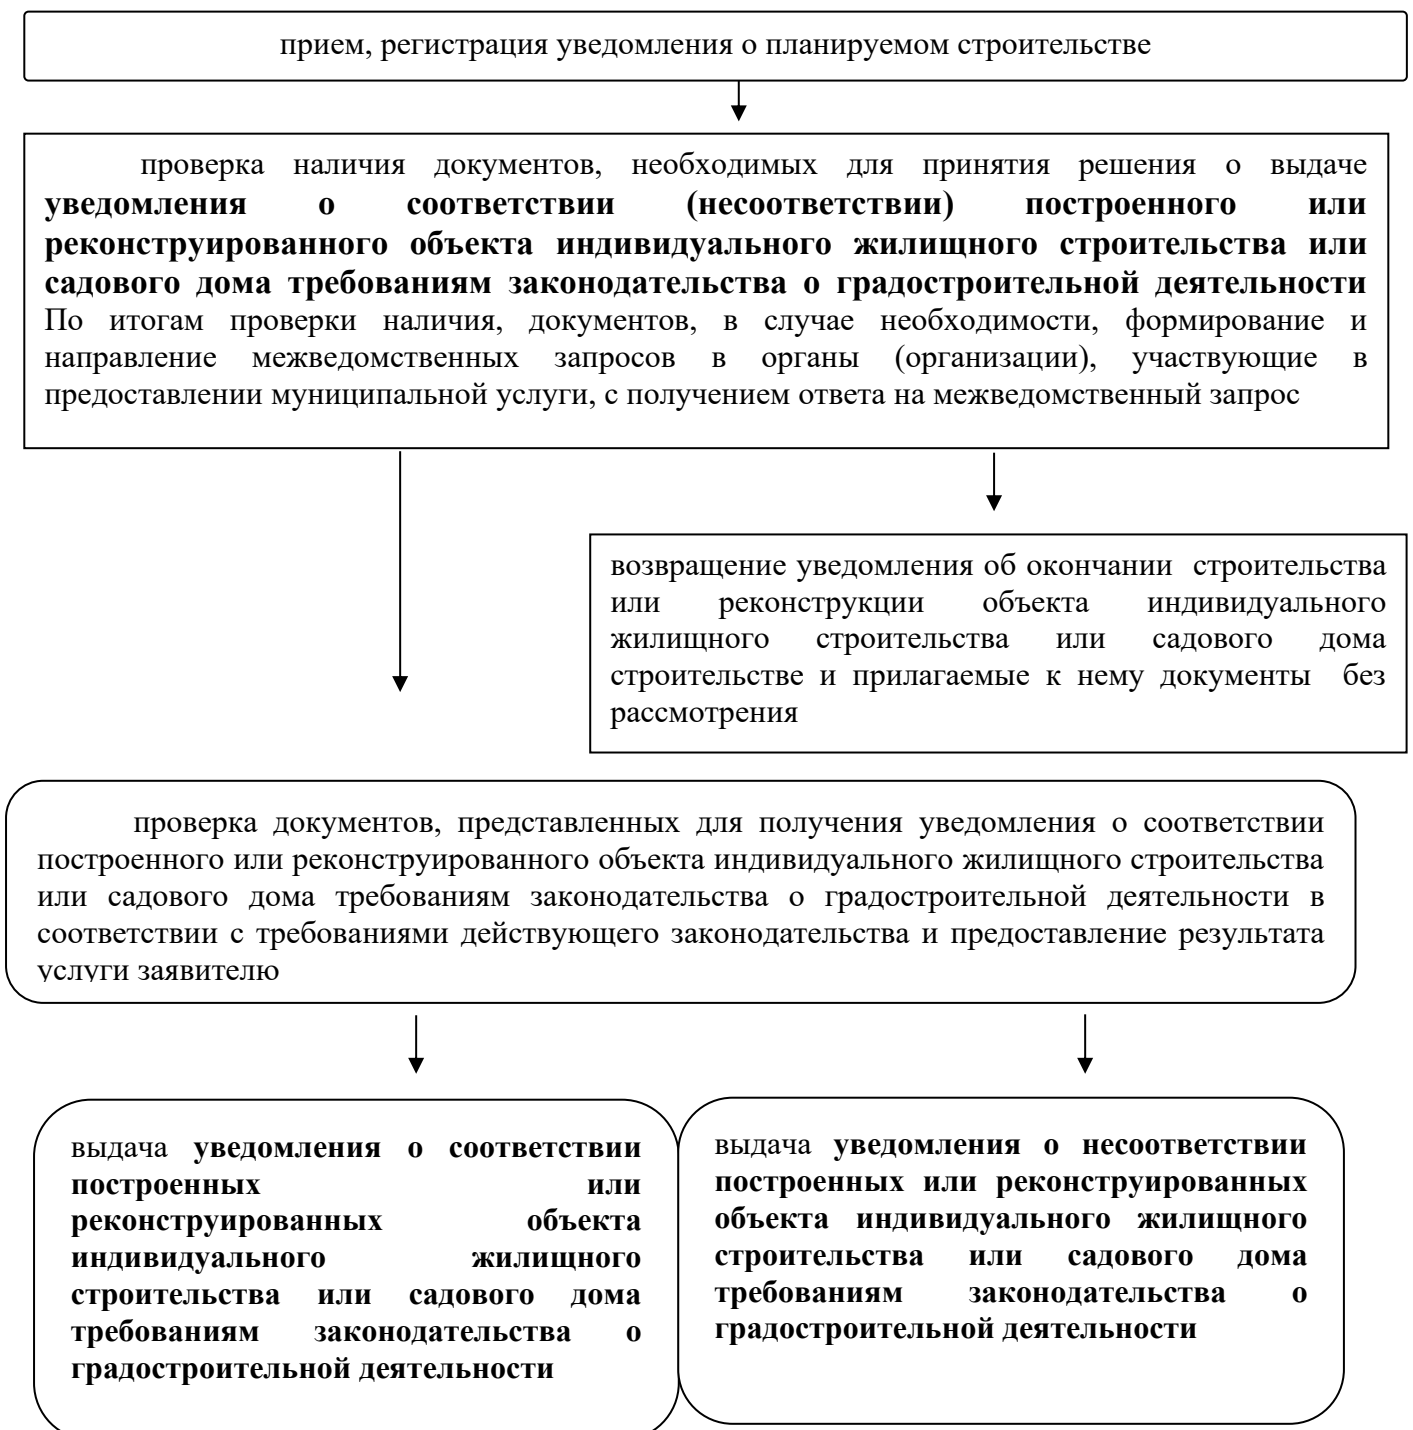 прием, регистрация уведомления о планируемом строительстве
проверка наличия документов, необходимых для принятия решения о выдаче
уведомления о соответствии (несоответствии) построенного или
реконструированного объекта индивидуального жилищного строительства или
садового дома требованиям законодательства о градостроительной деятельности
По итогам проверки наличия, документов, в случае необходимости, формирование и
направление межведомственных запросов в органы (организации), участвующие в
предоставлении муниципальной услуги, с получением ответа на межведомственный запрос
возвращение уведомления об окончании строительства
или реконструкции объекта индивидуального
жилищного строительства или садового дома
строительстве и прилагаемые к нему документы без
рассмотрения
проверка документов, представленных для получения уведомления о соответствии
построенного или реконструированного объекта индивидуального жилищного строительства
или садового дома требованиям законодательства о градостроительной деятельности в
соответствии с требованиями действующего законодательства и предоставление результата
услуги заявителю
выдача уведомления о соответствии
построенных или
реконструированных объекта
индивидуального жилищного
строительства или садового дома
требованиям законодательства о
градостроительной деятельности
выдача уведомления о несоответствии
построенных или реконструированных
объекта индивидуального жилищного
строительства или садового дома
требованиям законодательства о
градостроительной деятельности